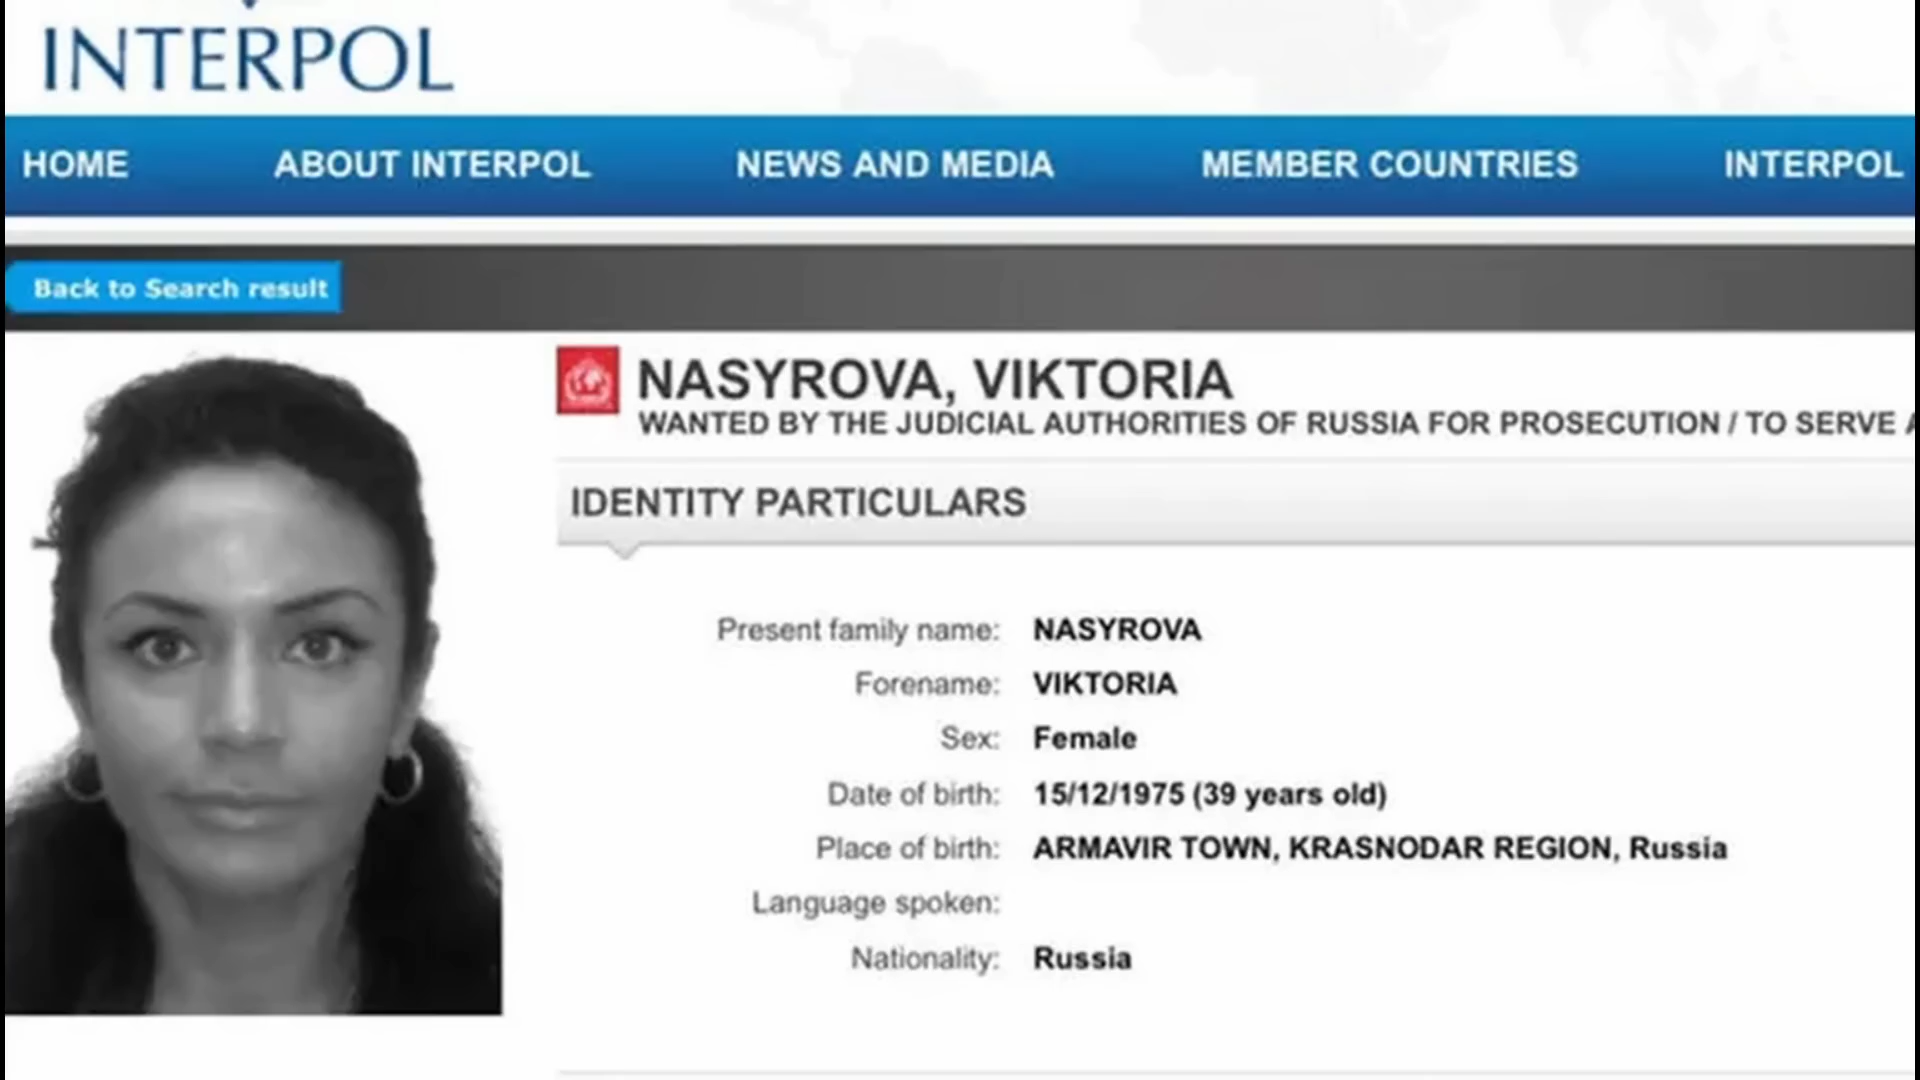 INTERPOL
HOME ABOUT INTERPOL NEWS AND MEDIA MEMBER COUNTRIES INTERPOL
Back to Search result
NASYROVA, VIKTORIA
WANTED BY THE JUDICIAL AUTHORITIES OF RUSSIA FOR PROSECUTION / TO SERVE
IDENTITY PARTICULARS
Present family name: NASYROVA
Forename: VIKTORIA
Sex: Female
Date of birth: 15/12/1975 (39 years old)
Place of birth: ARMAVIR TOWN, KRASNODAR REGION, Russia
Language spoken:
Nationality: Russia